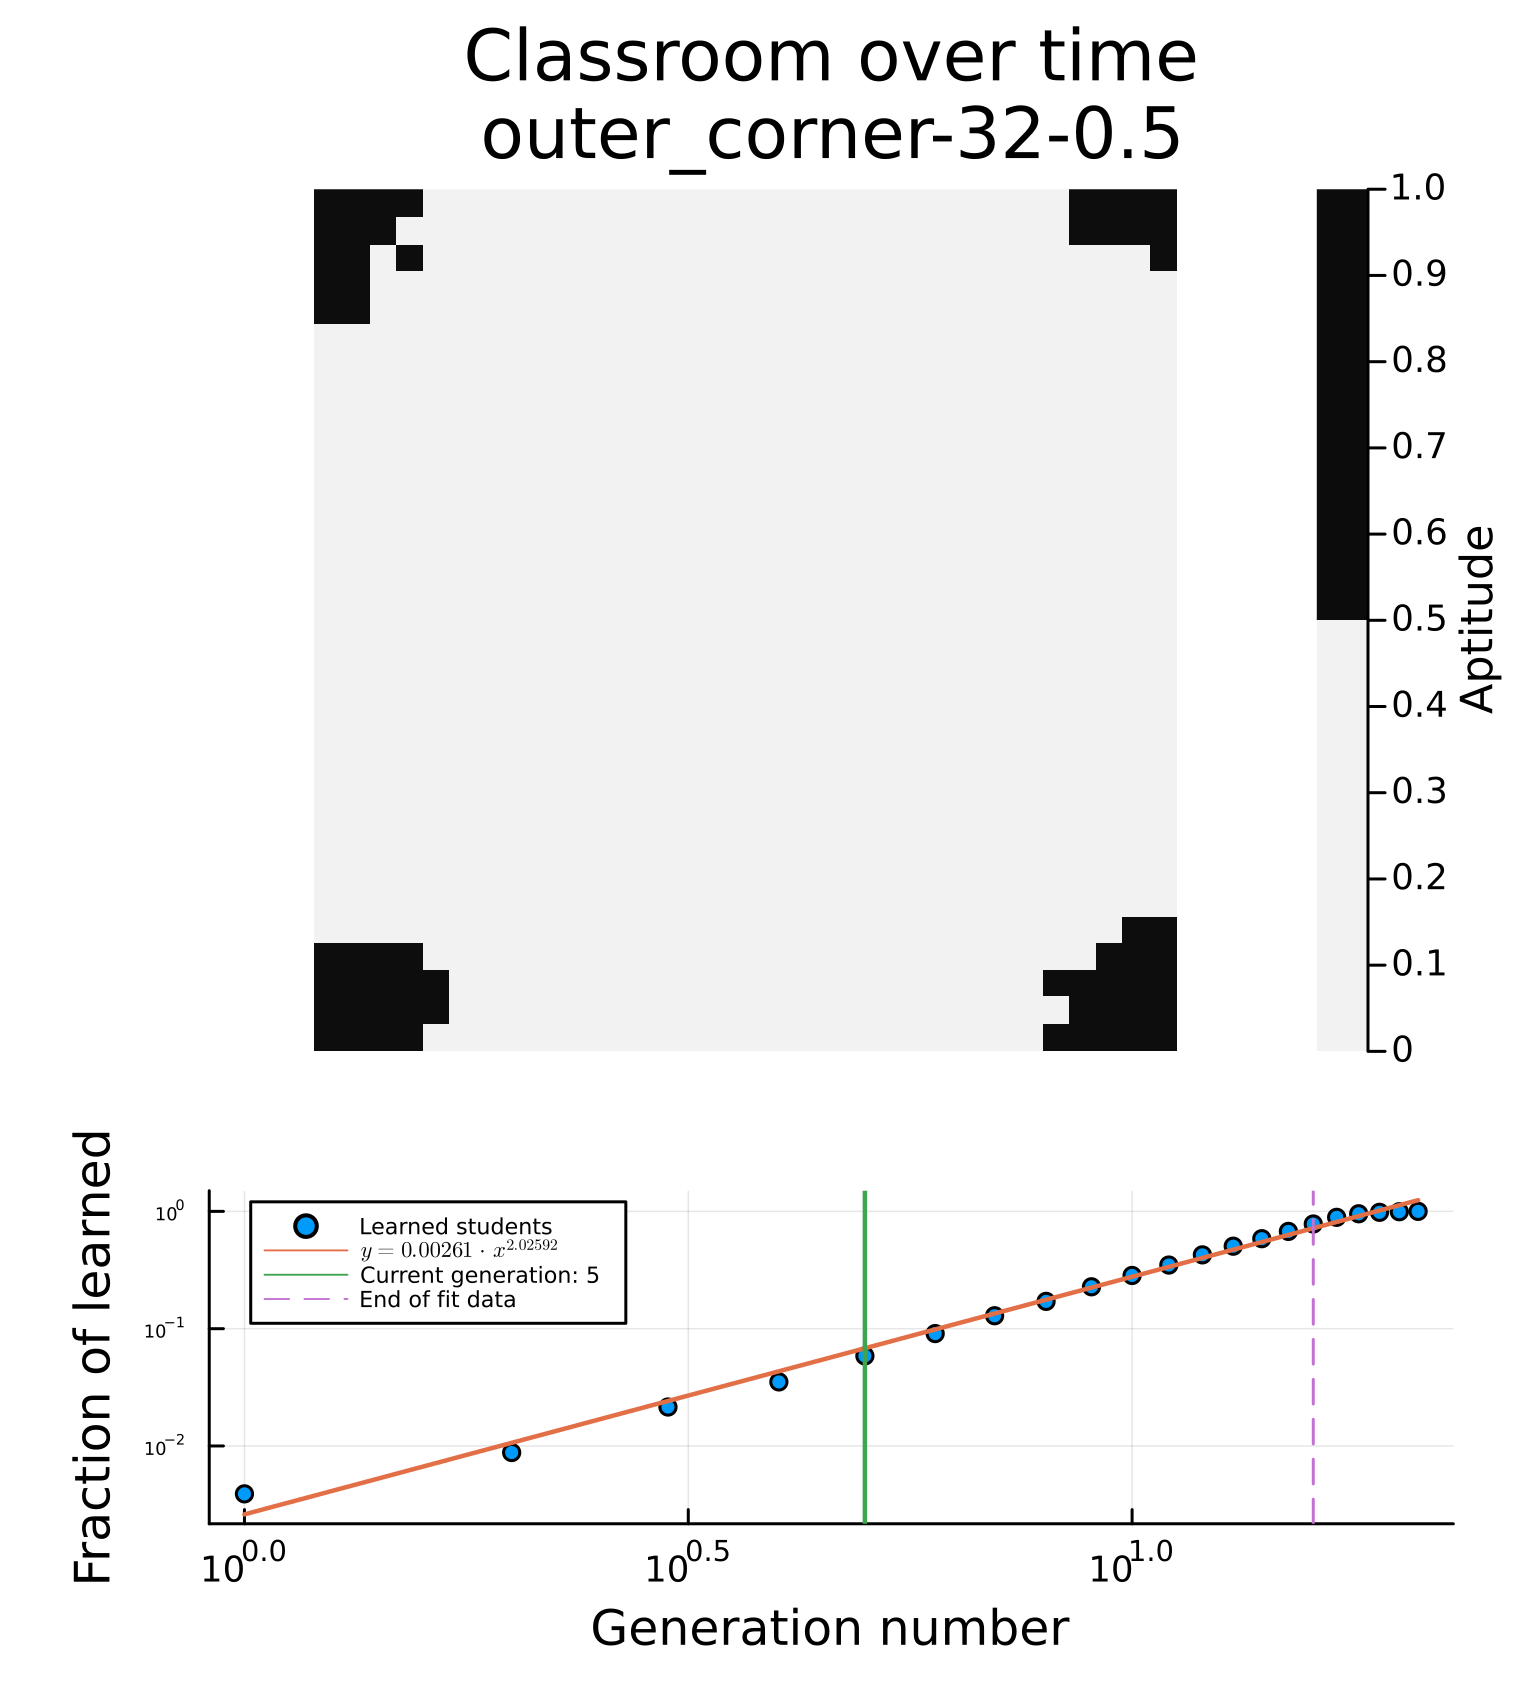 Classroom over time
outer_corner-32-0.5
1.0
0.9
0.8
0.7
0.6
0.5
0.4
0.3
0.2
0.1
0
Aptitude
Fraction of learned
10^0
10^−1
10^−2
Learned students
y = 0.00261 · x^2.02592
Current generation: 5
End of fit data
10^0.0
10^0.5
10^1.0
Generation number